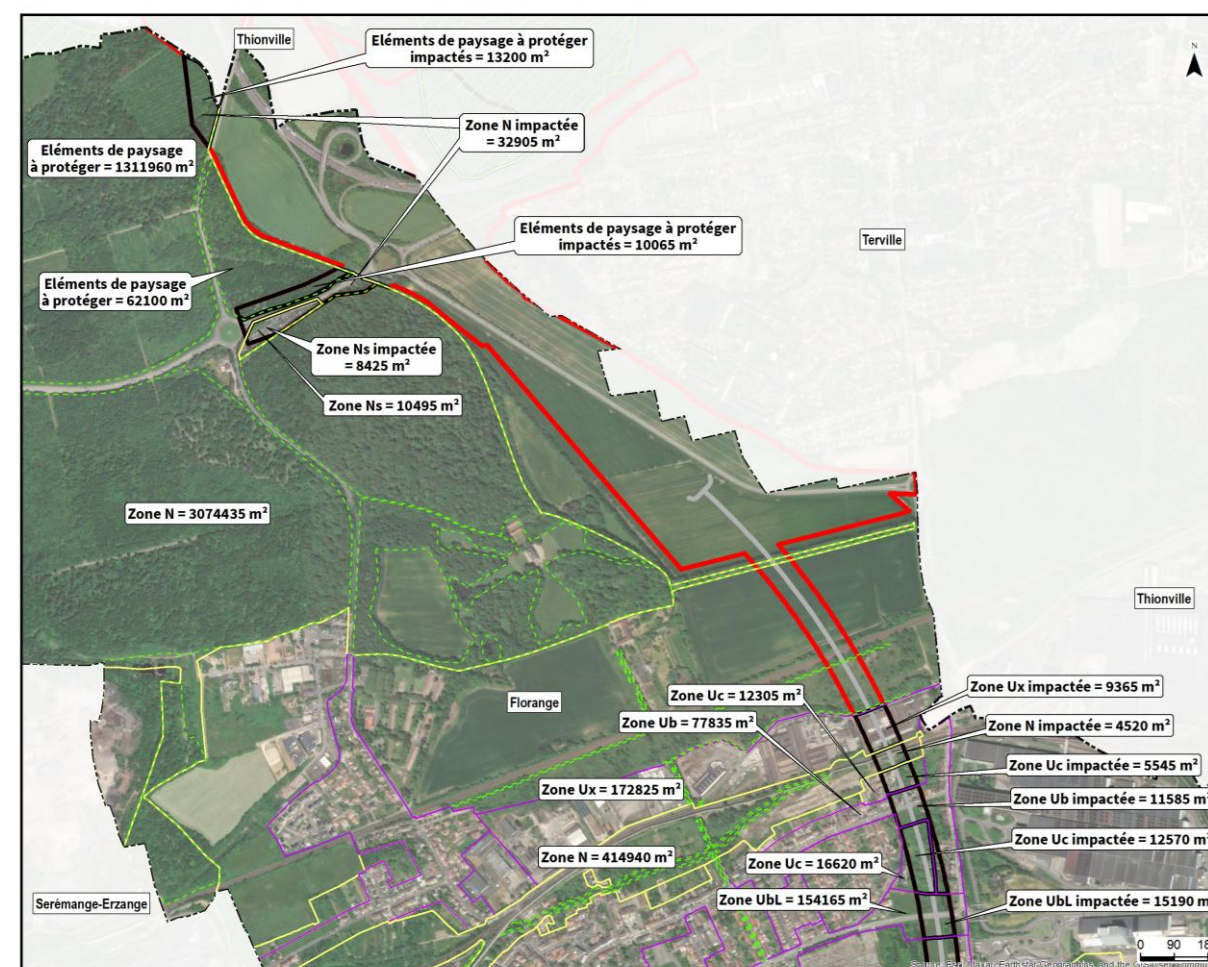 Thionville
Eléments de paysage à protéger
impactés = 13200 m²
N
Zone N impactée
= 32905 m²
Eléments de paysage
à protéger = 1311960 m²
Eléments de paysage à protéger
impactés = 10065 m²
Terville
Eléments de paysage
à protéger = 62100 m²
Zone Ns impactée
= 8425 m²
Zone Ns = 10495 m²
Zone N = 3074435 m²
Thionville
Zone Uc = 12305 m²
Zone Ux impactée = 9365 m²
Florange
Zone Ub = 77835 m²
Zone N impactée = 4520 m²
Zone Uc impactée = 5545 m²
Zone Ux = 172825 m²
Zone Ub impactée = 11585 m²
Zone Uc impactée = 12570 m²
Zone N = 414940 m²
Zone Uc = 16620 m²
Zone UbL = 154165 m²
Zone UbL impactée = 15190 m
Serémange-Erzange
0 90 18